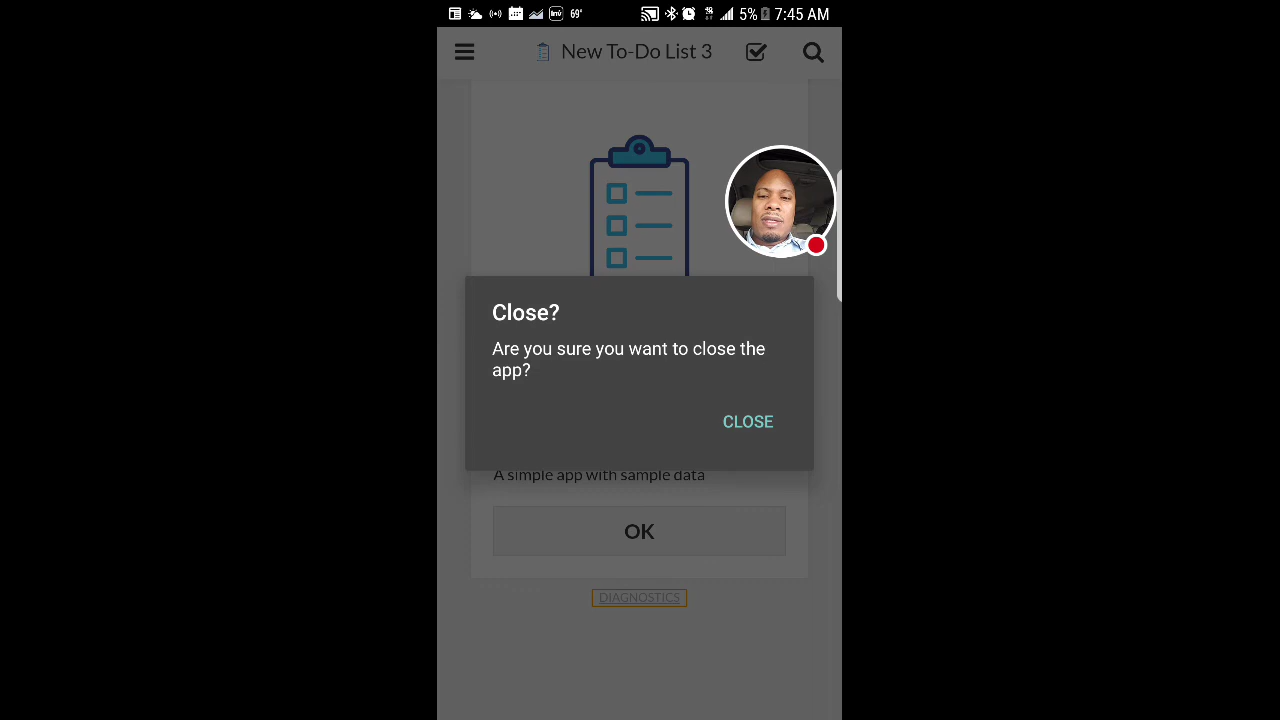 69° 5% 7:45 AM
New To-Do List 3
Close?
Are you sure you want to close the
app?
CLOSE
A simple app with sample data
OK
DIAGNOSTICS